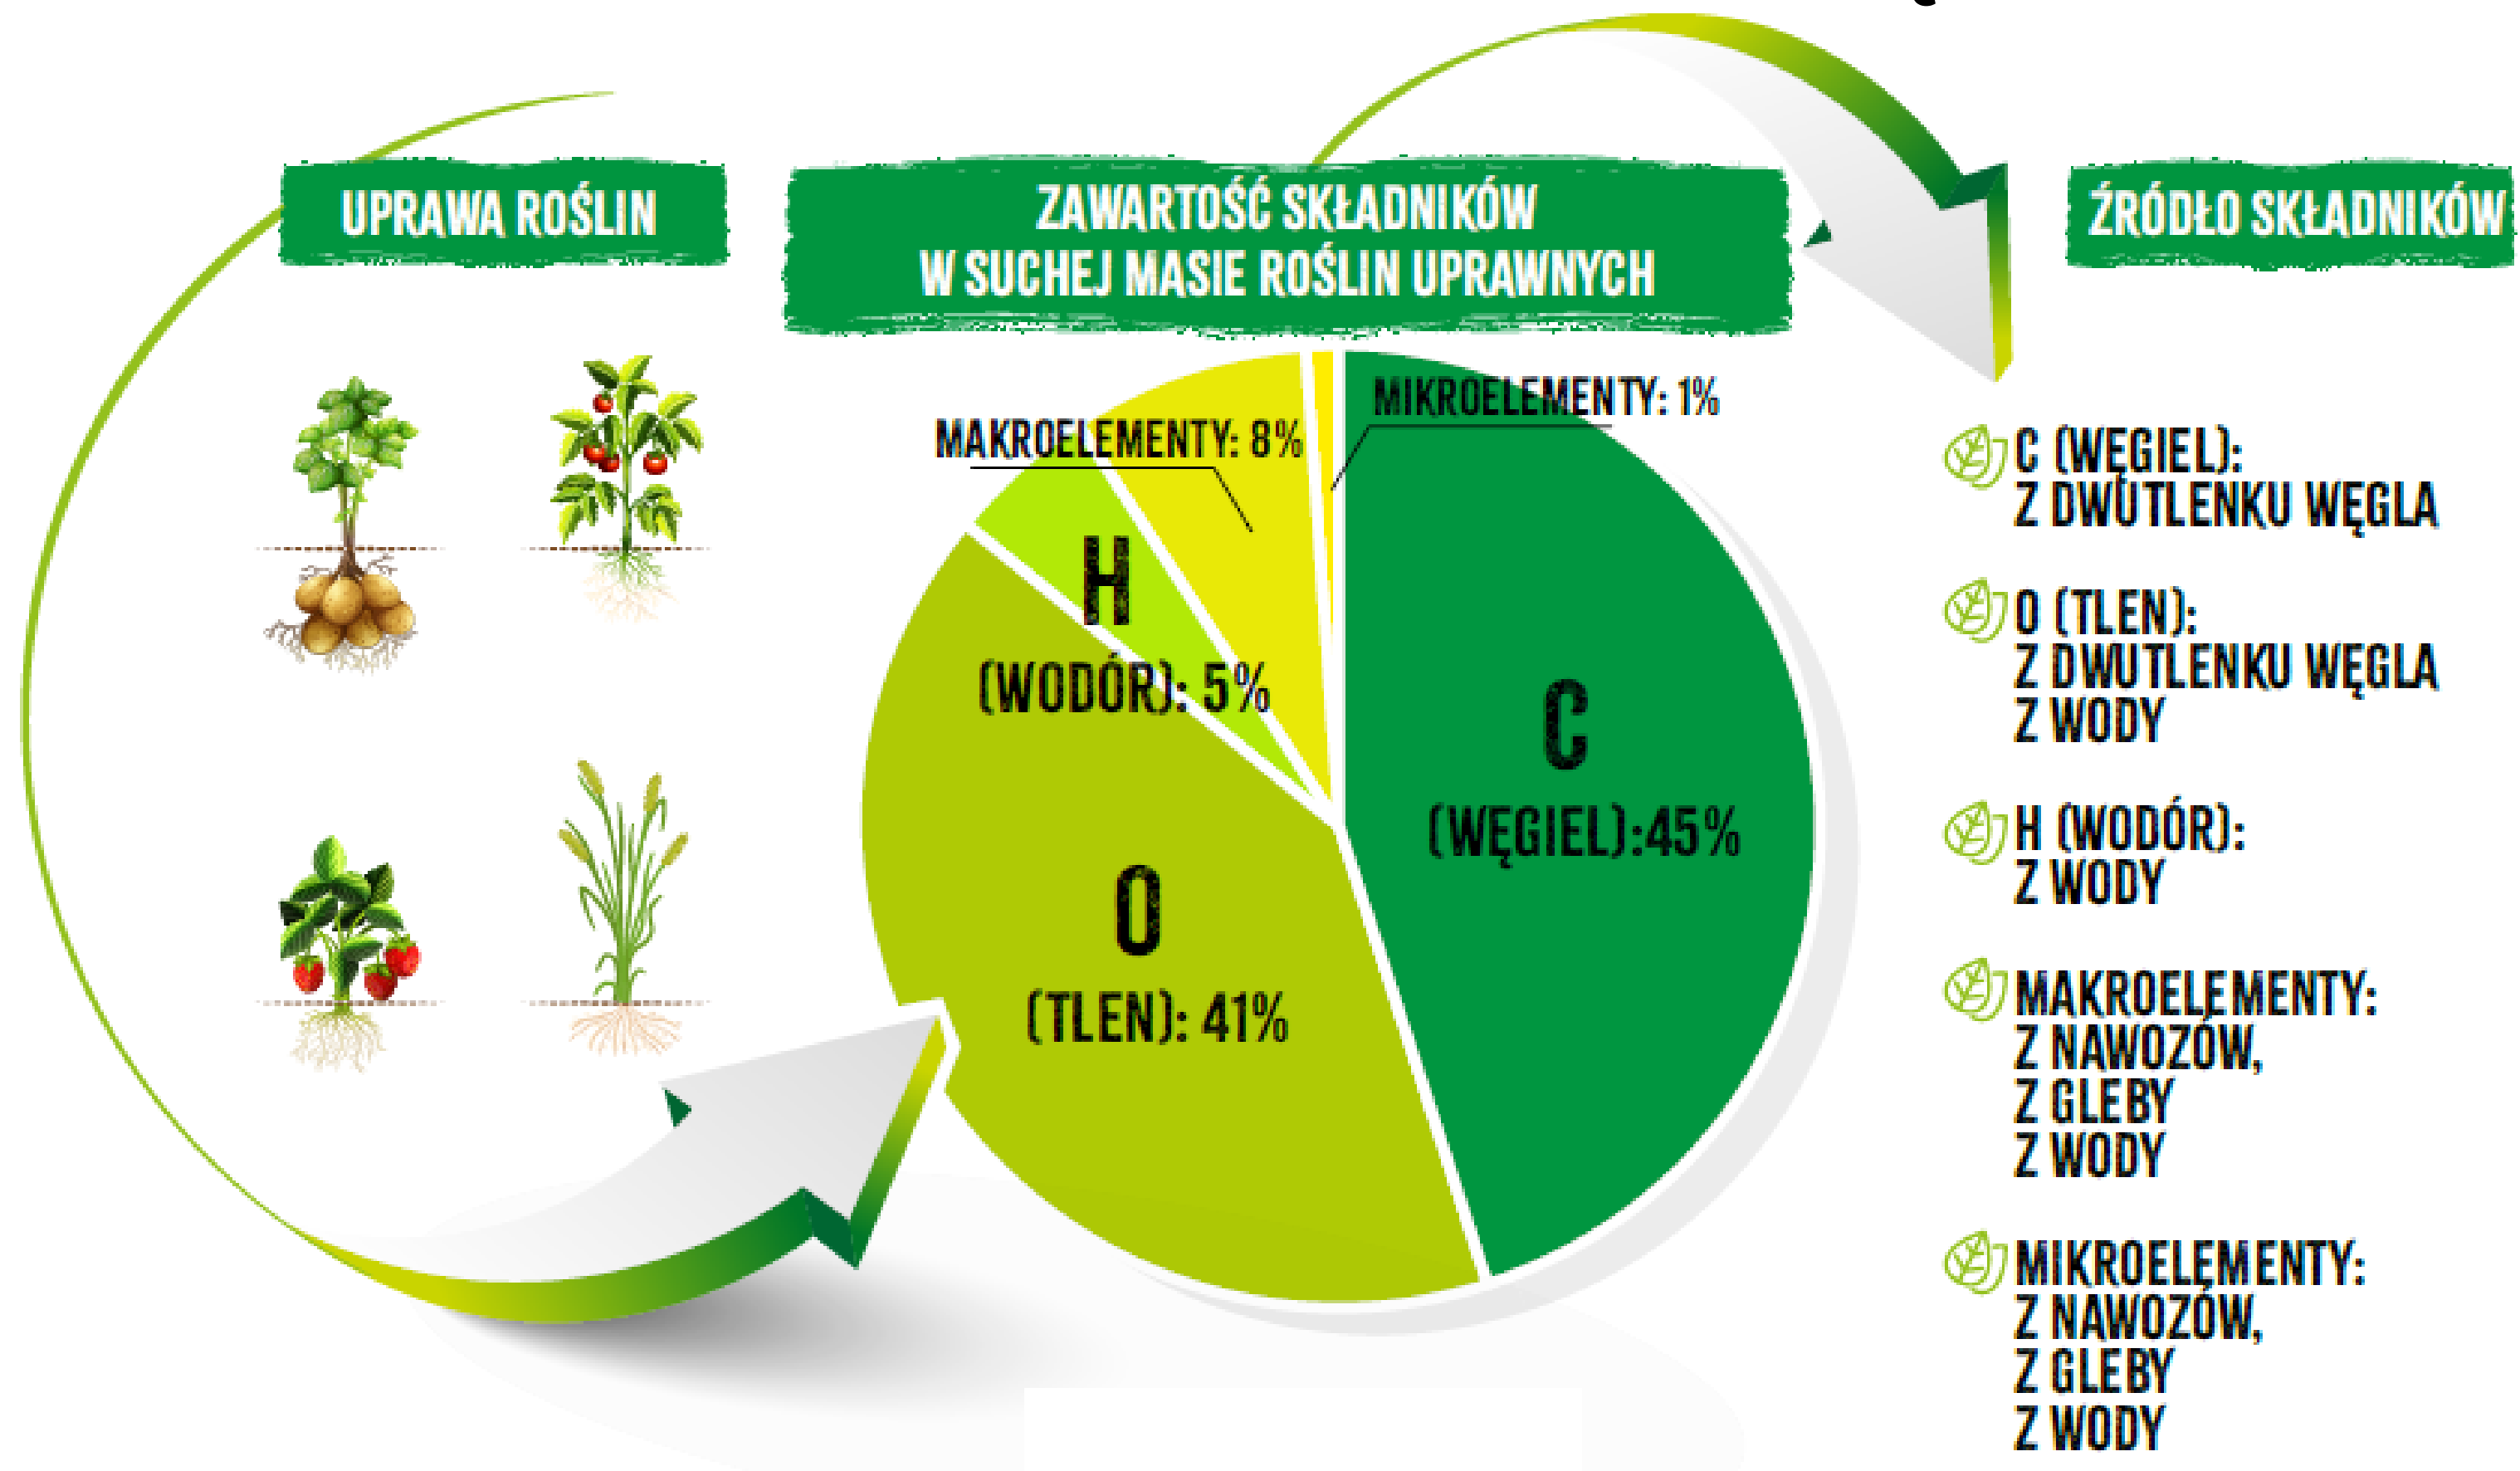 UPRAWA ROŚLIN
ZAWARTOŚĆ SKŁADNIKÓW
W SUCHEJ MASIE ROŚLIN UPRAWNYCH
ŹRÓDŁO SKŁADNIKÓW
MIKROELEMENTY: 1%
MAKROELEMENTY: 8%
H
(WODÓR): 5%
C
(WĘGIEL):45%
O
(TLEN): 41%
C (WĘGIEL):
Z DWUTLENKU WĘGLA
O (TLEN):
Z DWUTLENKU WĘGLA
Z WODY
H (WODÓR):
Z WODY
MAKROELEMENTY:
Z NAWOZÓW,
Z GLEBY
Z WODY
MIKROELEMENTY:
Z NAWOZÓW,
Z GLEBY
Z WODY